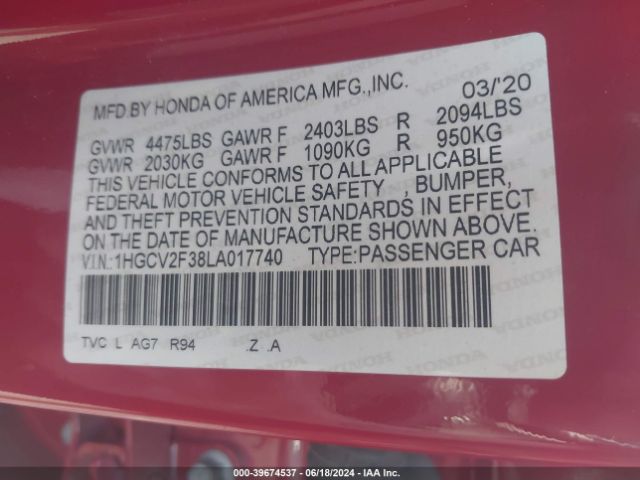 MFD.BY HONDA OF AMERICA MFG.,INC. 03/'20
GVWR 4475LBS GAWR F 2403LBS R 2094LBS
GVWR 2030KG GAWR F 1090KG R 950KG
THIS VEHICLE CONFORMS TO ALL APPLICABLE
FEDERAL MOTOR VEHICLE SAFETY , BUMPER,
AND THEFT PREVENTION STANDARDS IN EFFECT
ON THE DATE OF MANUFACTURE SHOWN ABOVE.
V.I.N.:1HGCV2F38LA017740 TYPE:PASSENGER CAR
TVC L AG7 R94 .Z .A
000-39674537 - 06/18/2024 - IAA Inc.